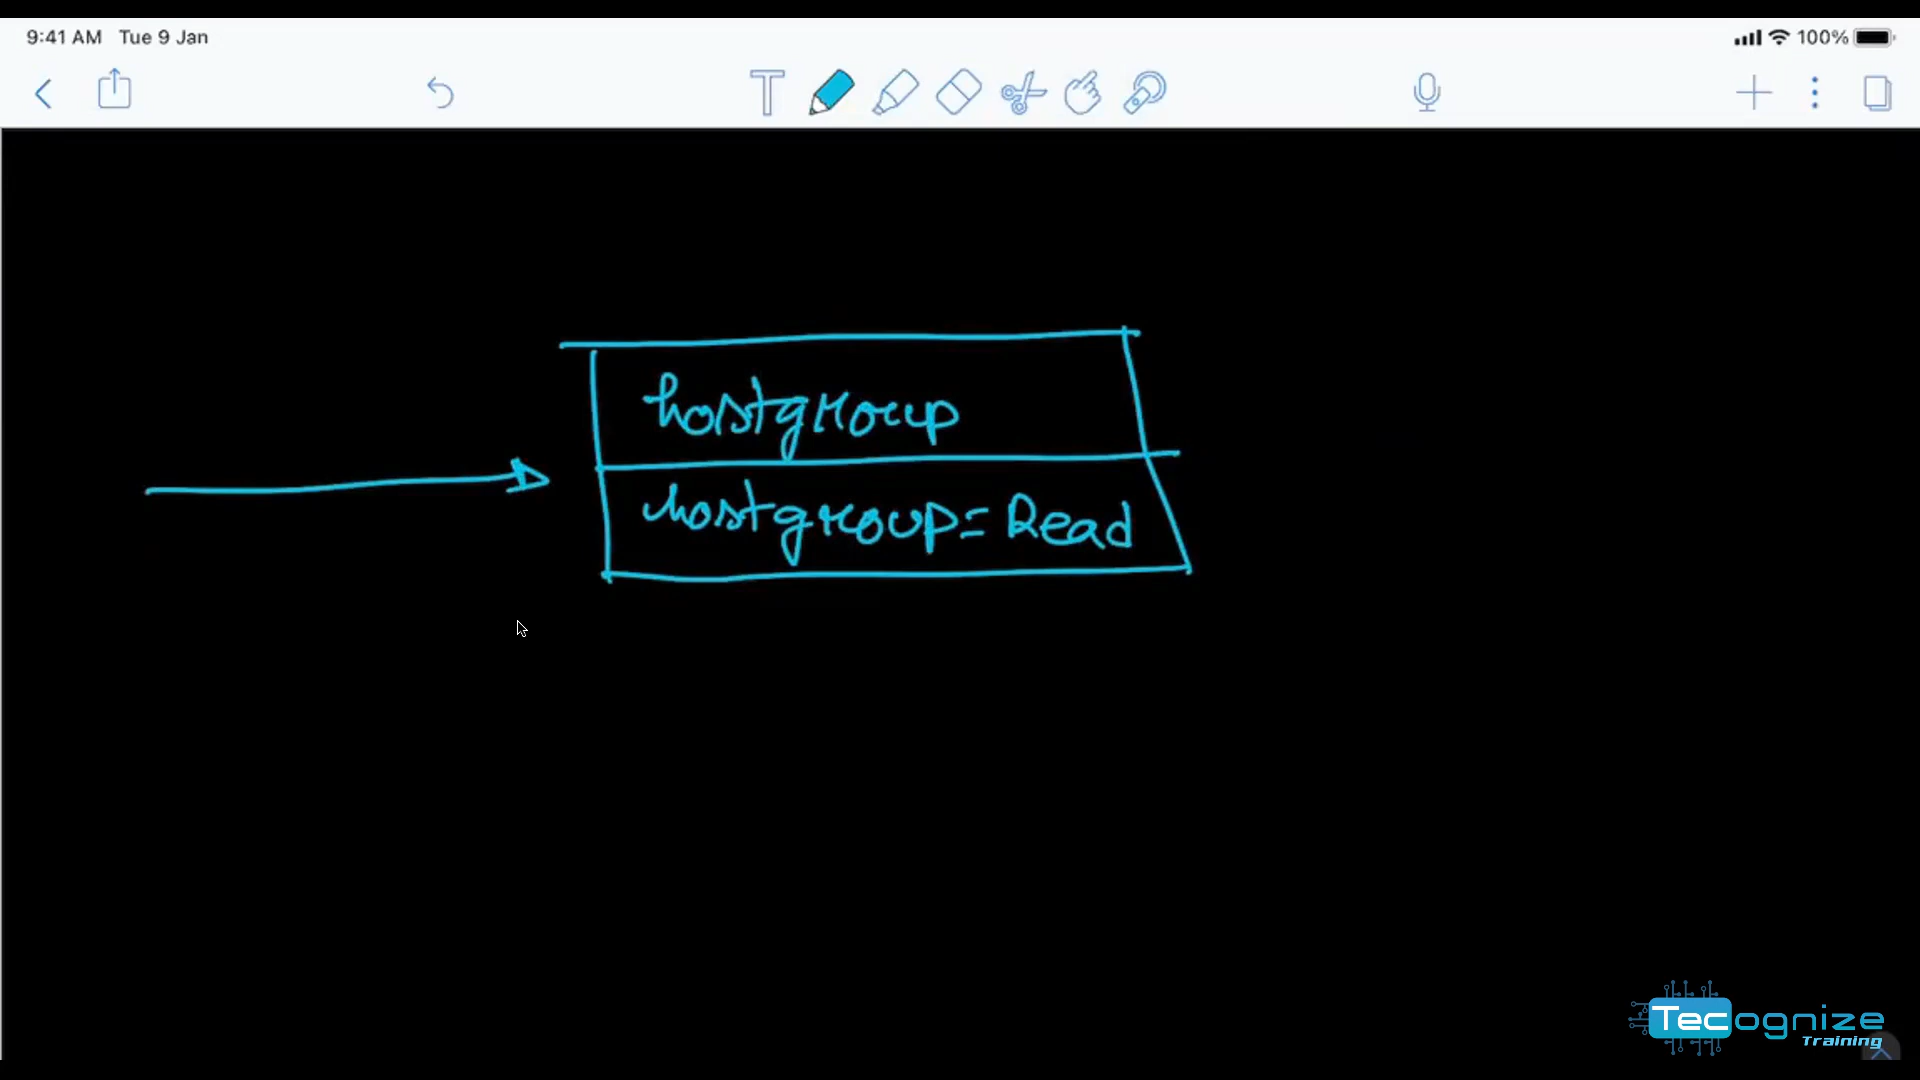 9:41 AM Tue 9 Jan
100%
hostgroup
hostgroup = Read
Tecognize
Training